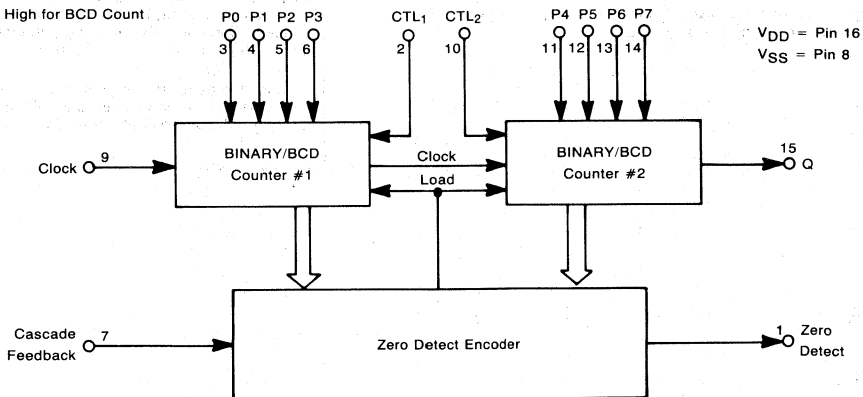 High for BCD Count
P0 P1 P2 P3
3 4 5 6
CTL1 CTL2
2 10
P4 P5 P6 P7
11 12 13 14
VDD = Pin 16
VSS = Pin 8
Clock 9
BINARY/BCD
Counter #1
Clock
Load
BINARY/BCD
Counter #2
15
Q
Cascade
Feedback
7
Zero Detect Encoder
1
Zero
Detect